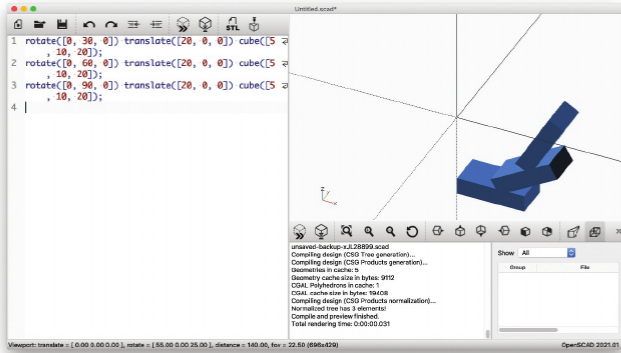 Untitled.scad*
STL
1 rotate([0, 30, 0]) translate([20, 0, 0]) cube([5
, 10, 20]);
2 rotate([0, 60, 0]) translate([20, 0, 0]) cube([5
, 10, 20]);
3 rotate([0, 90, 0]) translate([20, 0, 0]) cube([5
, 10, 20]);
4
z
y
x
unsaved-backup-xJL28899.scad
Compiling design (CSG Tree generation)...
Compiling design (CSG Products generation)...
Geometries in cache: 5
Geometry cache size in bytes: 9112
CGAL Polyhedrons in cache: 1
CGAL cache size in bytes: 19408
Compiling design (CSG Products normalization)...
Normalized tree has 3 elements!
Compile and preview finished.
Total rendering time: 0:00:00.031
Show All
Group File
Viewport: translate = [ 0.00 0.00 0.00 ], rotate = [ 55.00 0.00 25.00 ], distance = 140.00, fov = 22.50 (696x429)
OpenSCAD 2021.01